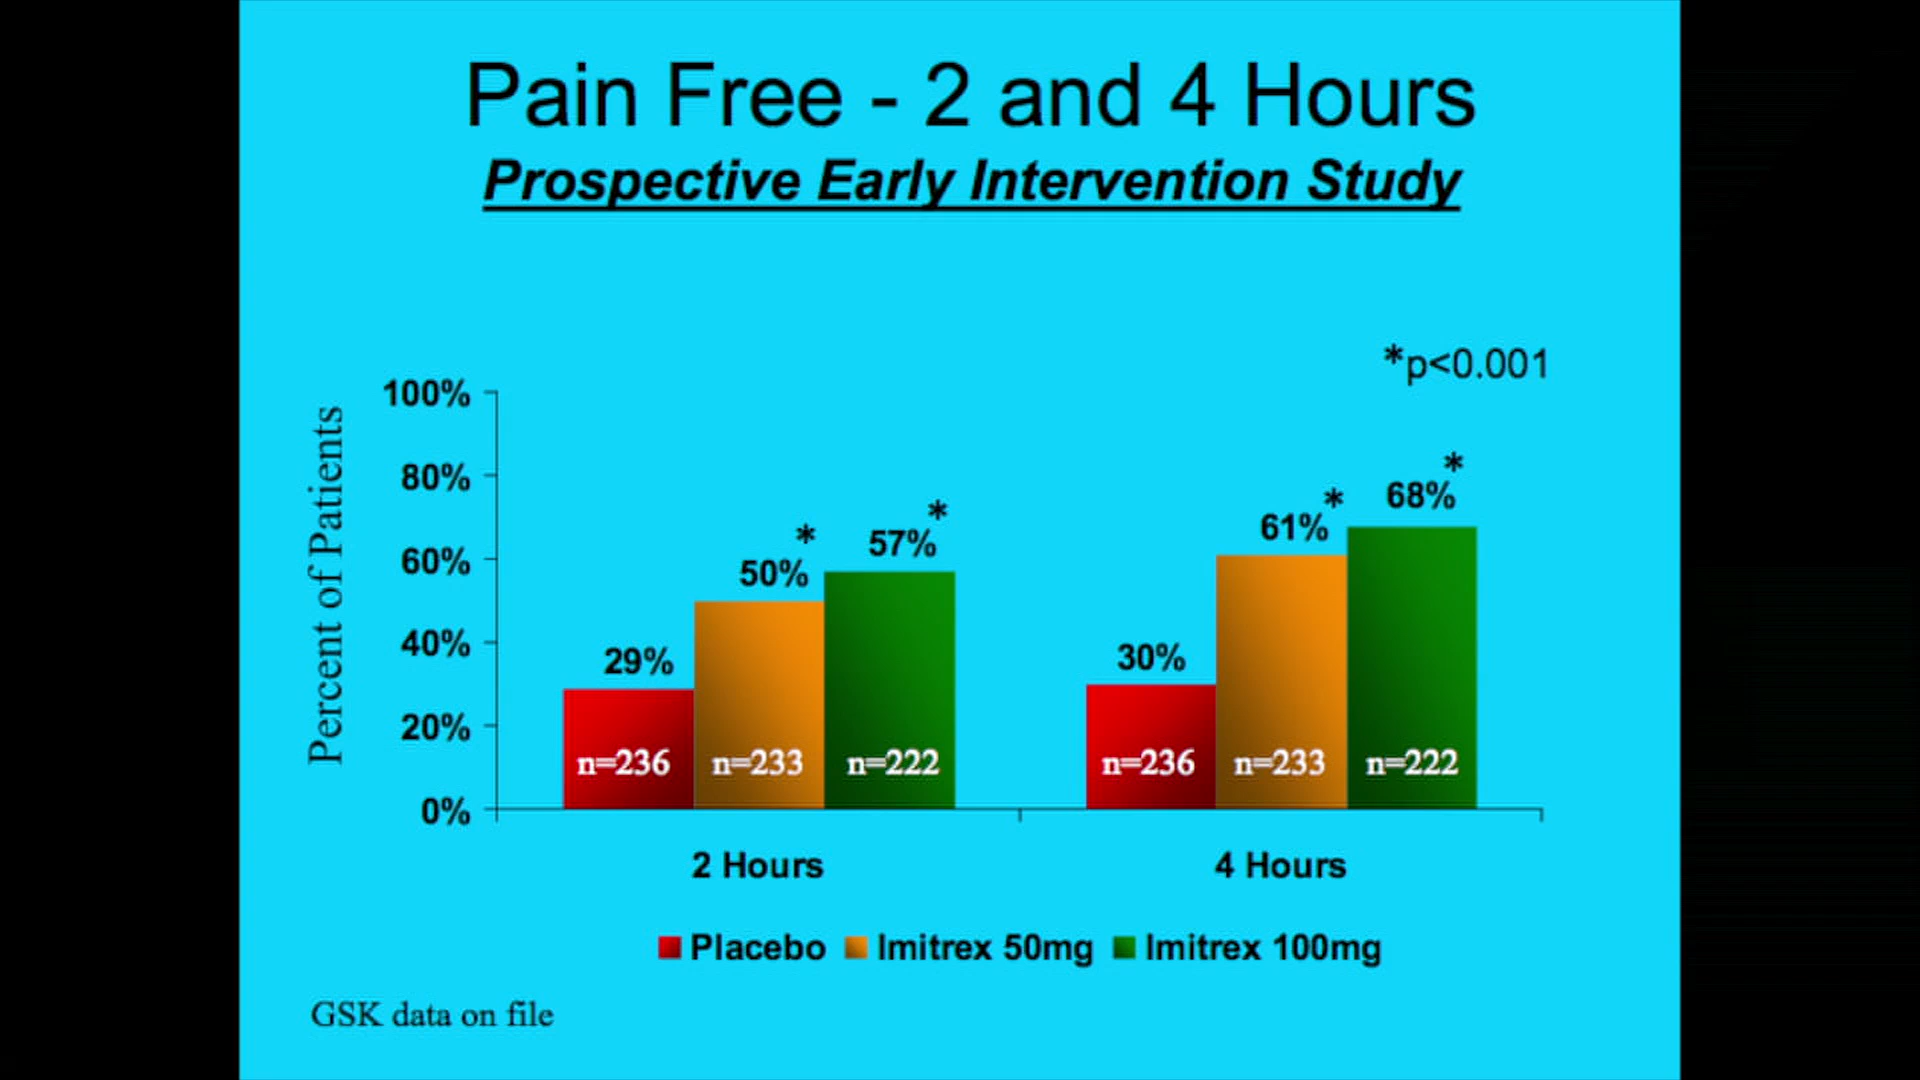 Pain Free - 2 and 4 Hours
Prospective Early Intervention Study
*p<0.001
Percent of Patients
100%
80%
60%
40%
20%
0%
29%
50%
*
57%
*
30%
61%
*
68%
*
n=236
n=233
n=222
n=236
n=233
n=222
2 Hours
4 Hours
Placebo Imitrex 50mg Imitrex 100mg
GSK data on file